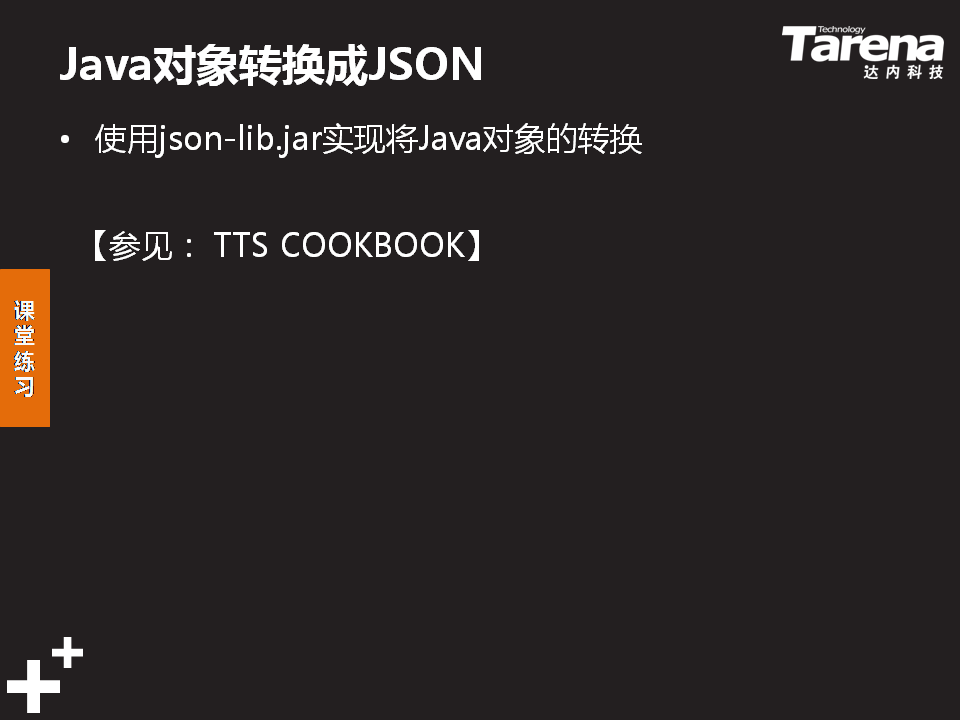 Java对象转换成JSON
Technology
Tarena
达内科技
• 使用json-lib.jar实现将Java对象的转换
【参见： TTS COOKBOOK】
课
堂
练
习